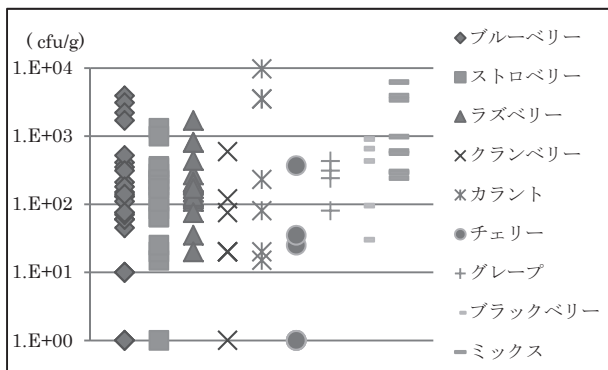 ( cfu/g)
1.E+04
1.E+03
1.E+02
1.E+01
1.E+00
ブルーベリー
ストロベリー
ラズベリー
クランベリー
カラント
チェリー
グレープ
ブラックベリー
ミックス